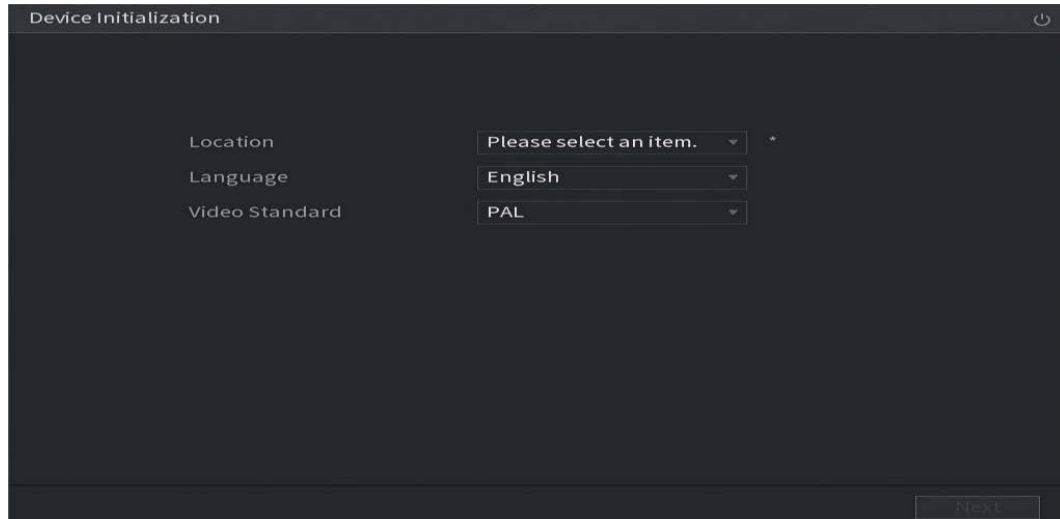 Device Initialization
Location Please select an item. *
Language English
Video Standard PAL
Next